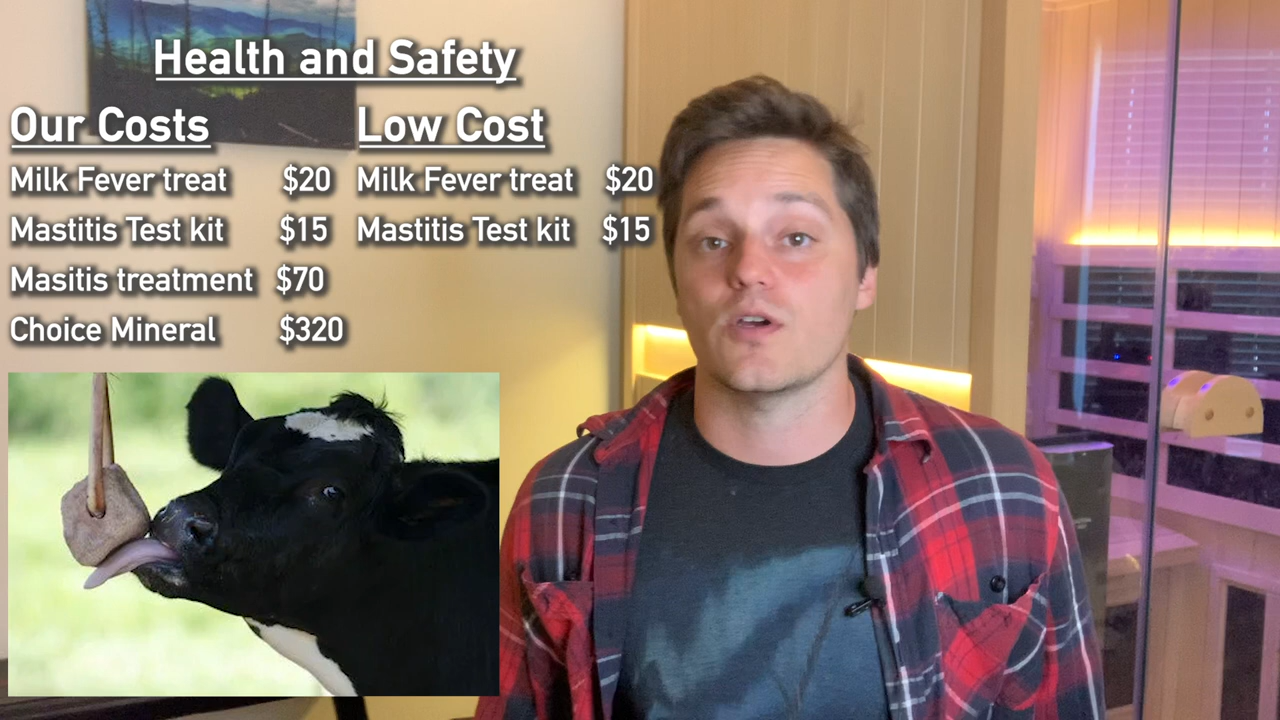 Health and Safety
Our Costs
Milk Fever treat $20
Mastitis Test kit $15
Masitis treatment $70
Choice Mineral $320
Low Cost
Milk Fever treat $20
Mastitis Test kit $15